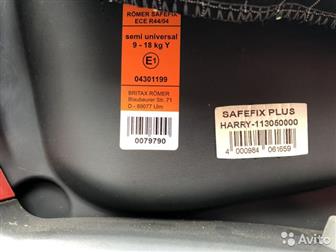 RÖMER SAFEFIX
ECE R44/04
semi universal
9 - 18 kg Y
E1
04301199
BRITAX RÖMER
Blaubeurer Str. 71
D - 89077 Ulm
0079790
SAFEFIX PLUS
HARRY-113050000
4 000984 061659
Avito